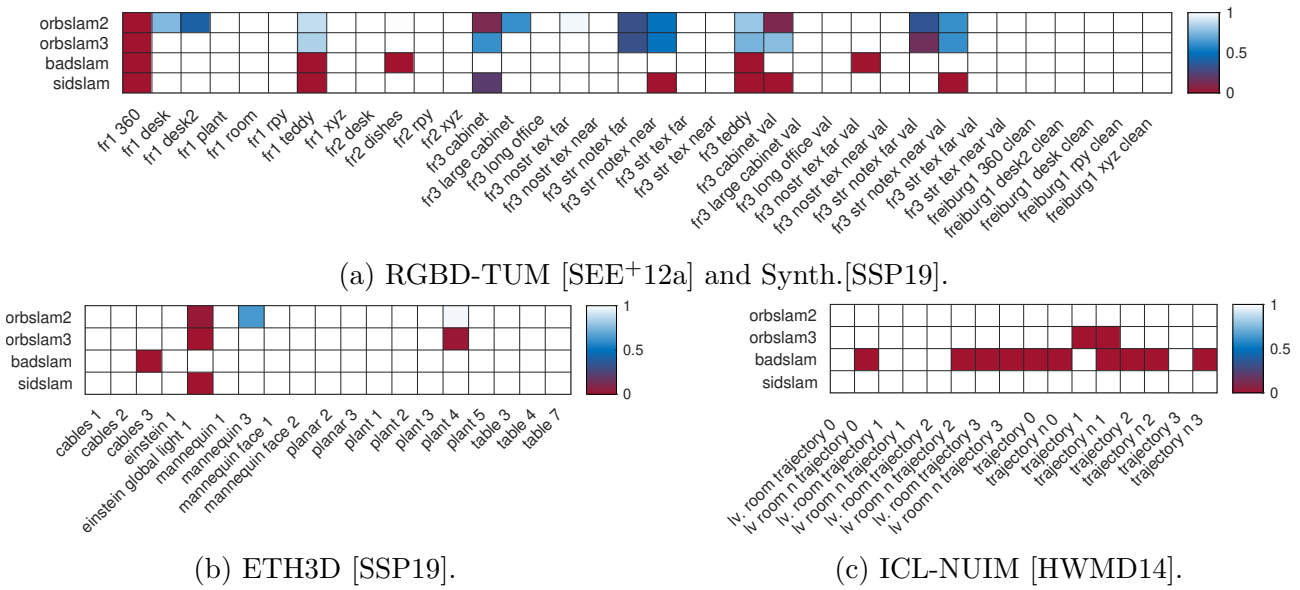 orbslam2
orbslam3
badslam
sidslam
1
0.5
0
fr1 360
fr1 desk
fr1 desk2
fr1 plant
fr1 room
fr1 rpy
fr1 teddy
fr1 xyz
fr2 desk
fr2 dishes
fr2 rpy
fr2 xyz
fr3 cabinet
fr3 large cabinet
fr3 long office
fr3 nostr tex far
fr3 nostr tex near
fr3 str notex far
fr3 str notex near
fr3 str tex far
fr3 str tex near
fr3 teddy
fr3 cabinet val
fr3 large cabinet val
fr3 long office val
fr3 nostr tex far val
fr3 nostr tex near val
fr3 str notex far val
fr3 str notex near val
fr3 str tex far val
fr3 str tex near val
freiburg1 360 clean
freiburg1 desk2 clean
freiburg1 desk clean
freiburg1 rpy clean
freiburg1 xyz clean
(a) RGBD-TUM [SEE+12a] and Synth.[SSP19].
orbslam2
orbslam3
badslam
sidslam
1
0.5
0
cables 1
cables 2
cables 3
einstein 1
einstein global light 1
mannequin 1
mannequin 3
mannequin face 1
mannequin face 2
planar 2
planar 3
plant 1
plant 2
plant 3
plant 4
plant 5
table 3
table 4
table 7
(b) ETH3D [SSP19].
orbslam2
orbslam3
badslam
sidslam
1
0.5
0
lv. room trajectory 0
lv room n trajectory 0
lv. room trajectory 1
lv room n trajectory 1
lv. room trajectory 2
lv room n trajectory 2
lv. room trajectory 3
lv room n trajectory 3
trajectory 0
trajectory n 0
trajectory 1
trajectory n 1
trajectory 2
trajectory n 2
trajectory 3
trajectory n 3
(c) ICL-NUIM [HWMD14].